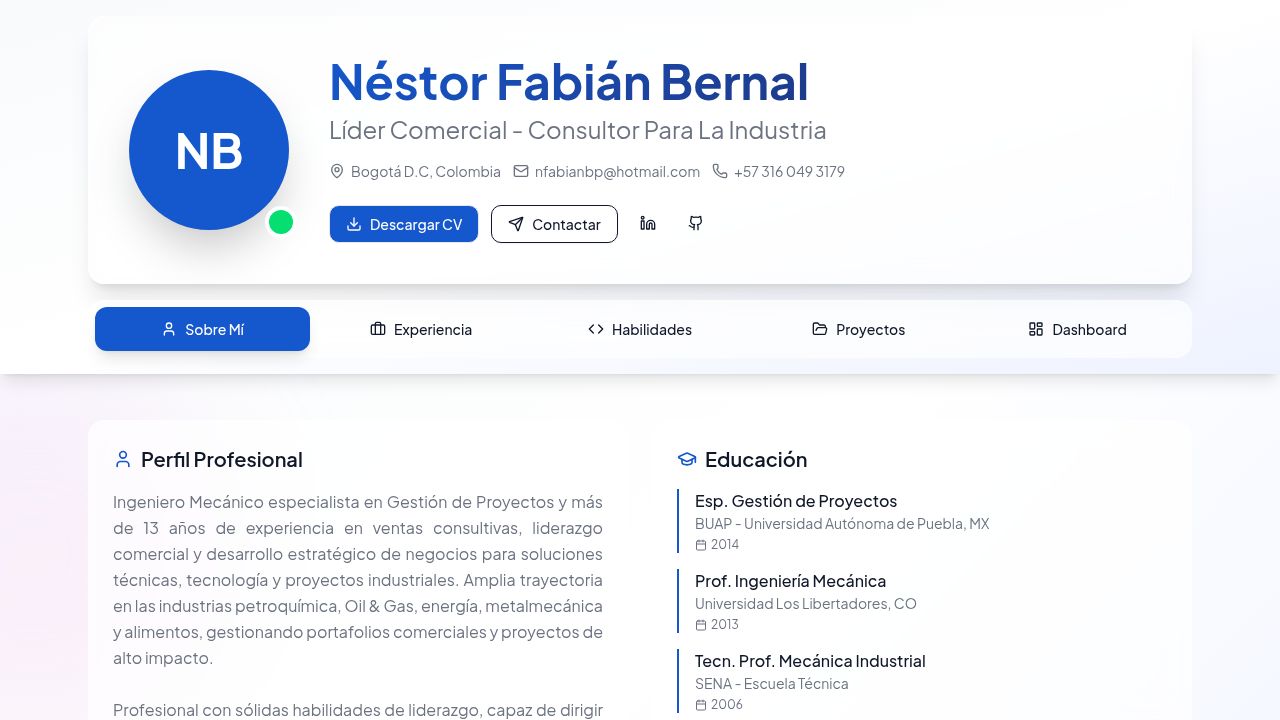 NB
Néstor Fabián Bernal
Líder Comercial - Consultor Para La Industria
Bogotá D.C, Colombia nfabianbp@hotmail.com +57 316 049 3179
Descargar CV Contactar
Sobre Mí Experiencia Habilidades Proyectos Dashboard
Perfil Profesional
Ingeniero Mecánico especialista en Gestión de Proyectos y más
de 13 años de experiencia en ventas consultivas, liderazgo
comercial y desarrollo estratégico de negocios para soluciones
técnicas, tecnología y proyectos industriales. Amplia trayectoria
en las industrias petroquímica, Oil & Gas, energía, metalmecánica
y alimentos, gestionando portafolios comerciales y proyectos de
alto impacto.
Profesional con sólidas habilidades de liderazgo, capaz de dirigir
Educación
Esp. Gestión de Proyectos
BUAP - Universidad Autónoma de Puebla, MX
2014
Prof. Ingeniería Mecánica
Universidad Los Libertadores, CO
2013
Tecn. Prof. Mecánica Industrial
SENA - Escuela Técnica
2006